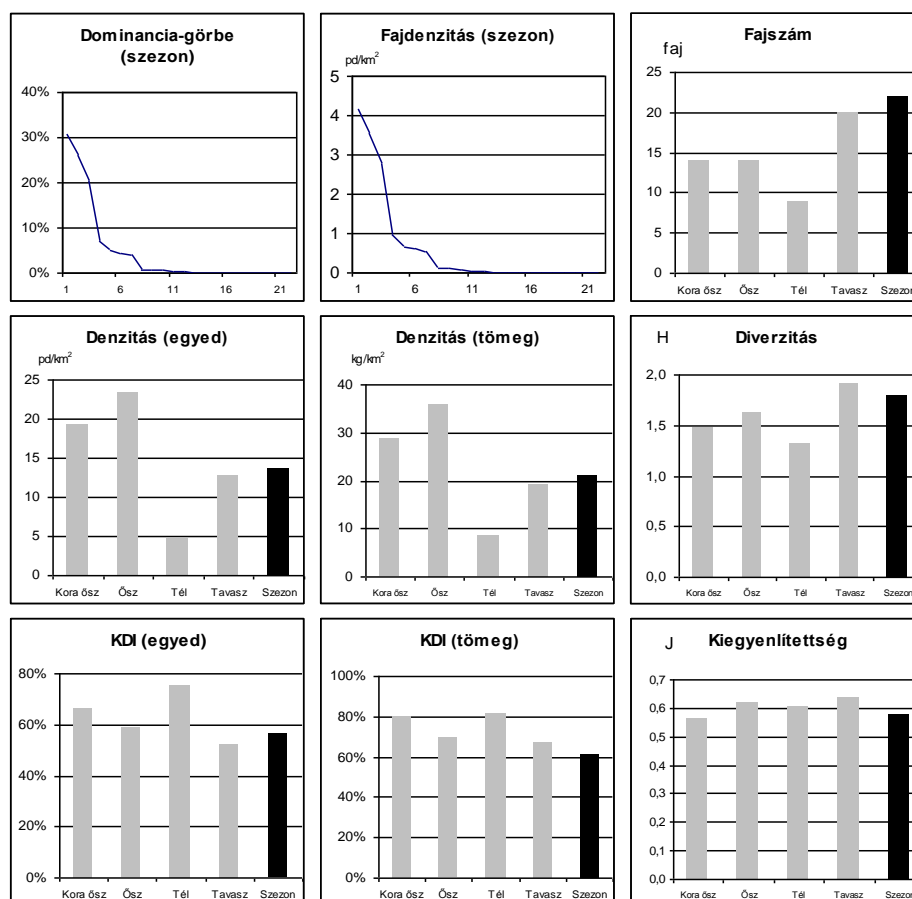 Dominancia-görbe
(szezon)
40%
30%
20%
10%
0%
1 6 11 16 21
Fajdenzitás (szezon)
pd/km²
5
4
3
2
1
0
1 6 11 16 21
Fajszám
faj
25
20
15
10
5
0
Kora ősz Ősz Tél Tavasz Szezon
Denzitás (egyed)
pd/km²
25
20
15
10
5
0
Kora ősz Ősz Tél Tavasz Szezon
Denzitás (tömeg)
kg/km²
40
30
20
10
0
Kora ősz Ősz Tél Tavasz Szezon
H Diverzitás
2,0
1,5
1,0
0,5
0,0
Kora ősz Ősz Tél Tavasz Szezon
KDI (egyed)
80%
60%
40%
20%
0%
Kora ősz Ősz Tél Tavasz Szezon
KDI (tömeg)
100%
80%
60%
40%
20%
0%
Kora ősz Ősz Tél Tavasz Szezon
J Kiegyenlítettség
0,7
0,6
0,5
0,4
0,3
0,2
0,1
0,0
Kora ősz Ősz Tél Tavasz Szezon